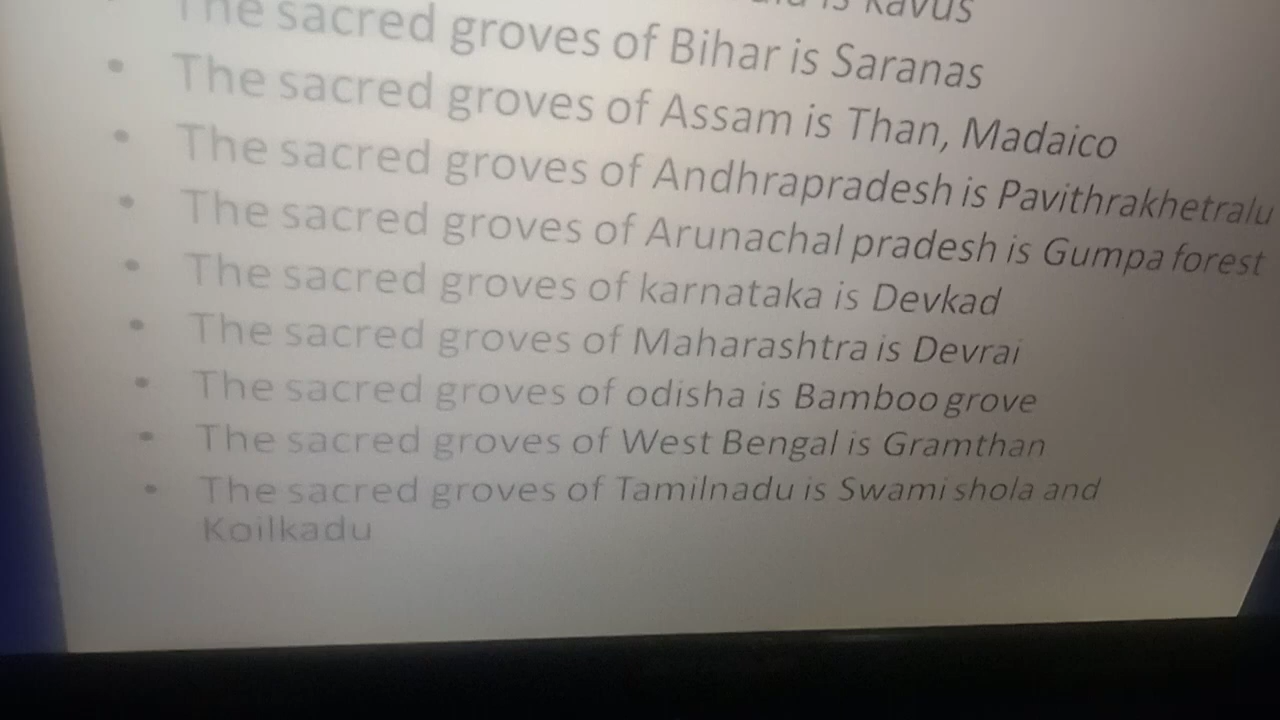 is Kavus
The sacred groves of Bihar is Saranas
• The sacred groves of Assam is Than, Madaico
• The sacred groves of Andhrapradesh is Pavithrakhetralu
• The sacred groves of Arunachal pradesh is Gumpa forest
• The sacred groves of karnataka is Devkad
• The sacred groves of Maharashtra is Devrai
• The sacred groves of odisha is Bamboo grove
• The sacred groves of West Bengal is Gramthan
• The sacred groves of Tamilnadu is Swami shola and
Koilkadu